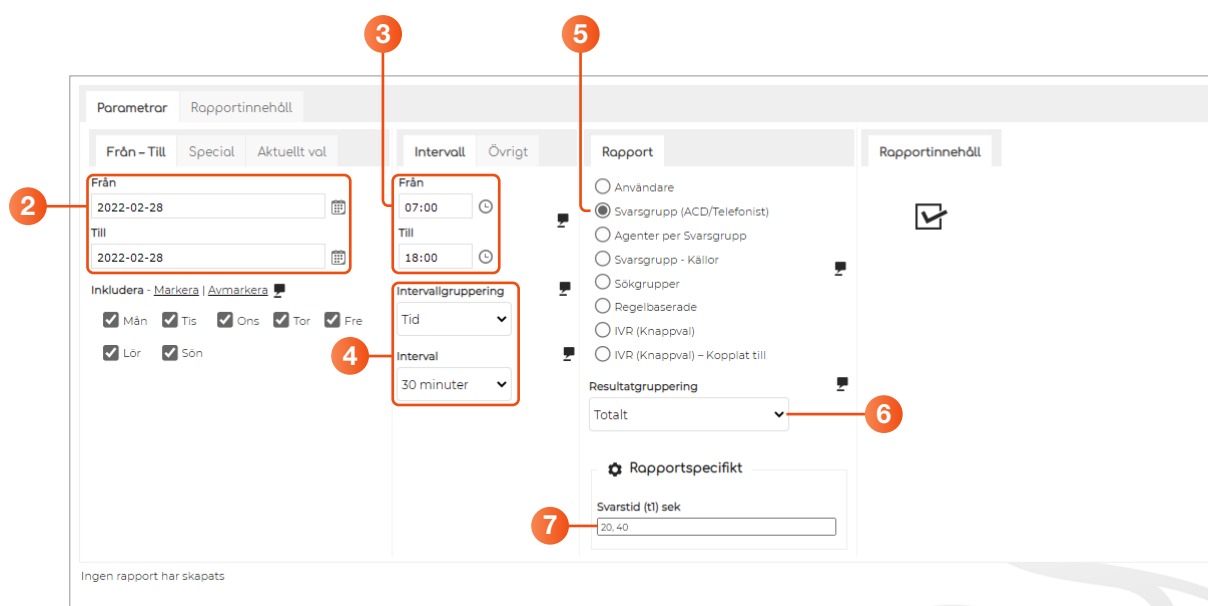 3
5
Parametrar Rapportinnehåll
Från – Till Special Aktuellt val
Intervall Övrigt
Rapport
Rapportinnehåll
2
Från
2022-02-28
Till
2022-02-28
Inkludera - Markera | Avmarkera
Mån Tis Ons Tor Fre
Lör Sön
Från
07:00
Till
18:00
4
Intervallgruppering
Tid
Interval
30 minuter
Användare
Svarsgrupp (ACD/Telefonist)
Agenter per Svarsgrupp
Svarsgrupp - Källor
Sökgrupper
Regelbaserade
IVR (Knappval)
IVR (Knappval) – Kopplat till
Resultatgruppering
Totalt
6
Rapportspecifikt
Svarstid (t1) sek
7
20, 40
Ingen rapport har skapats